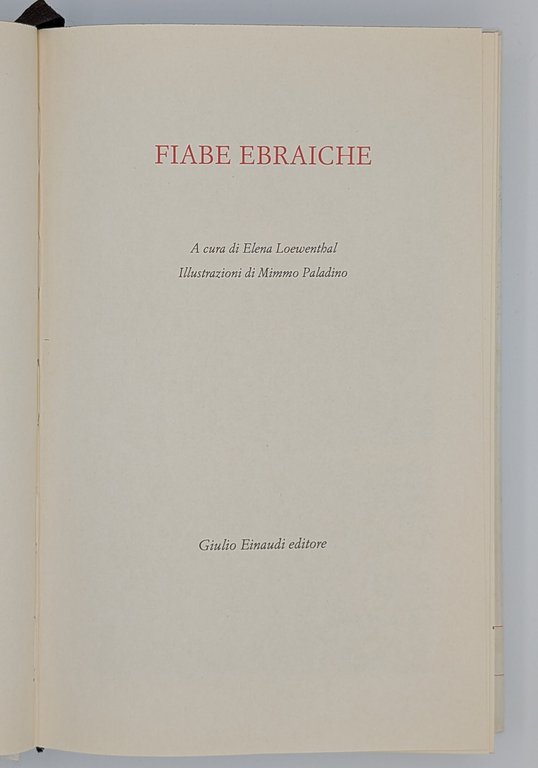 FIABE EBRAICHE
A cura di Elena Loewenthal
Illustrazioni di Mimmo Paladino
Giulio Einaudi editore